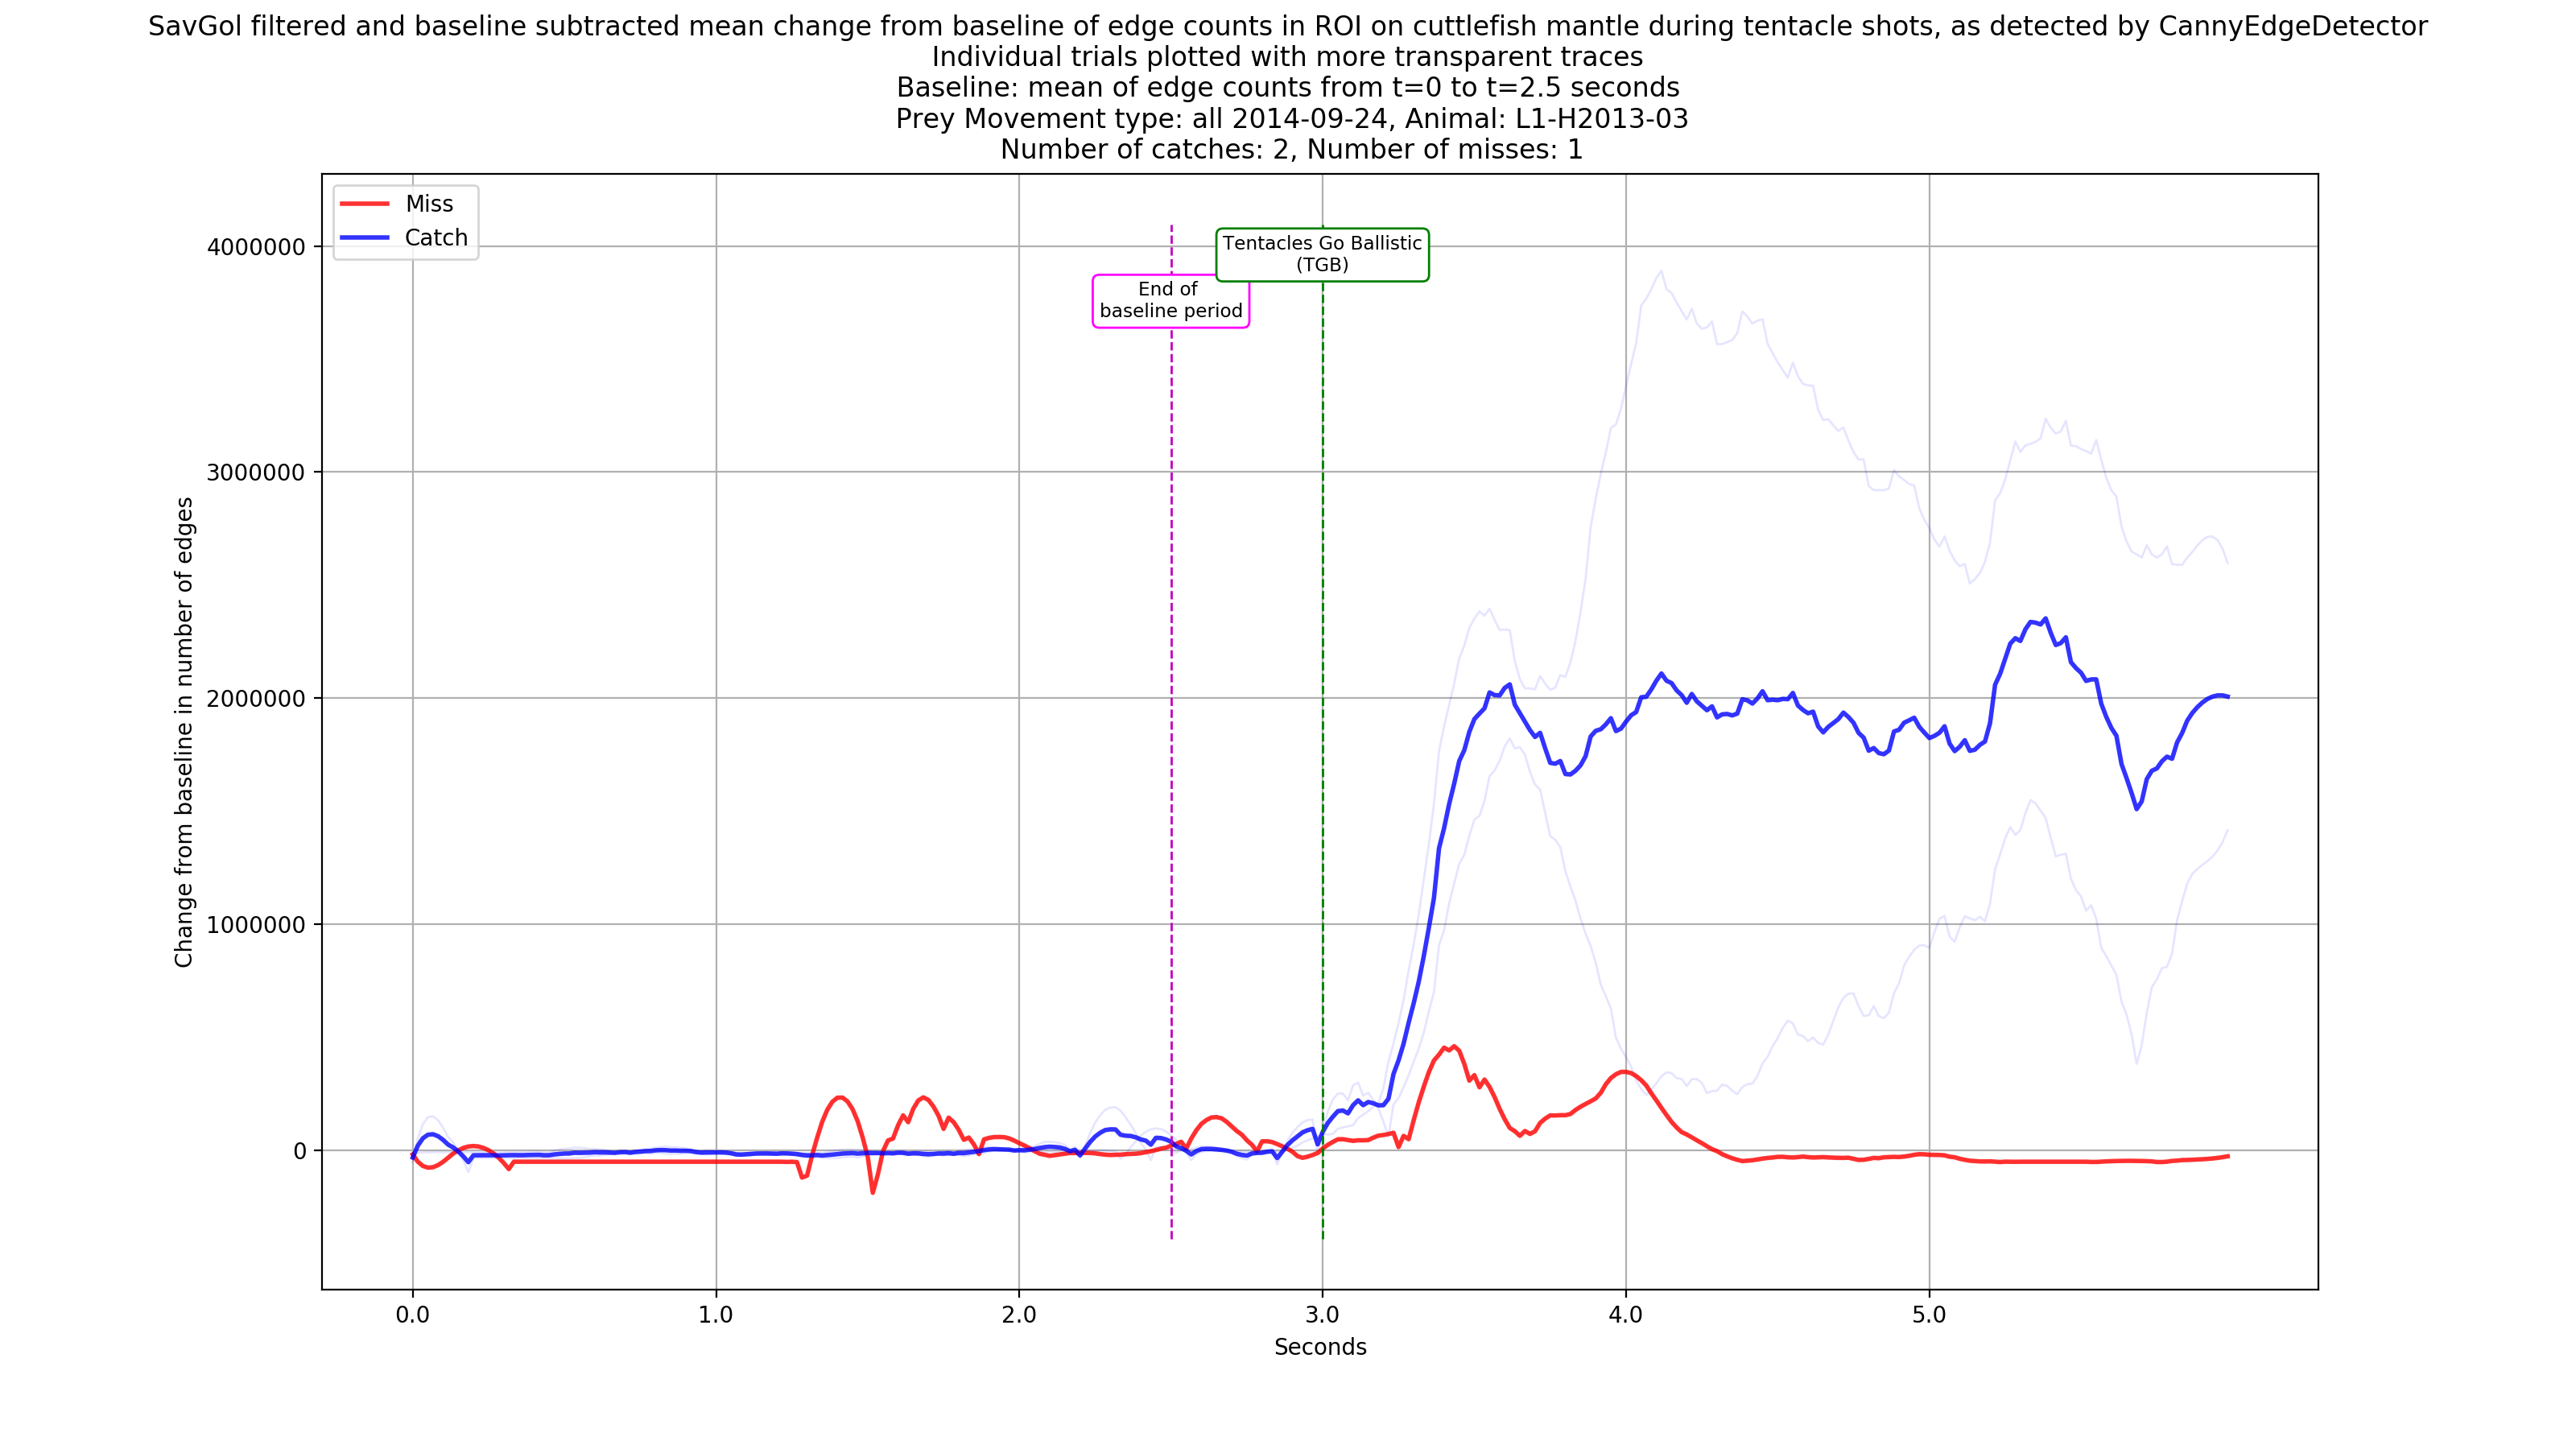 SavGol filtered and baseline subtracted mean change from baseline of edge counts in ROI on cuttlefish mantle during tentacle shots, as detected by CannyEdgeDetector
Individual trials plotted with more transparent traces
Baseline: mean of edge counts from t=0 to t=2.5 seconds
Prey Movement type: all 2014-09-24, Animal: L1-H2013-03
Number of catches: 2, Number of misses: 1
Miss
Catch
Tentacles Go Ballistic
(TGB)
End of
baseline period
Change from baseline in number of edges
4000000
3000000
2000000
1000000
0
0.0
1.0
2.0
3.0
4.0
5.0
Seconds